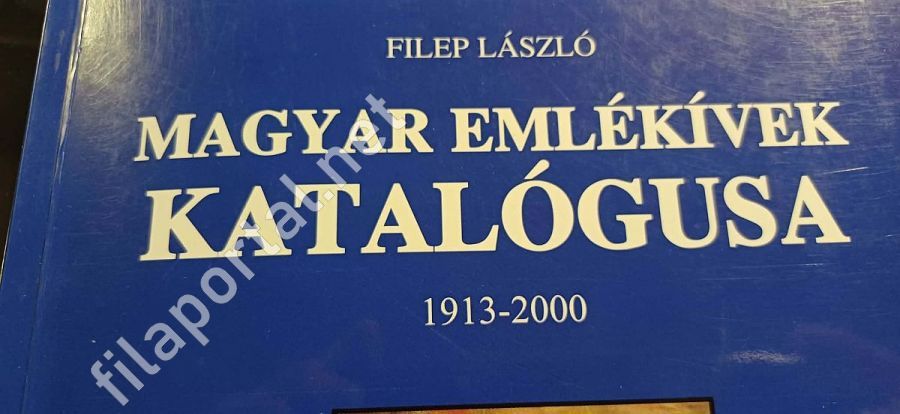 FILEP LÁSZLÓ
MAGYAR EMLÉKÍVEK
KATALÓGUSA
1913-2000
filaportal.net